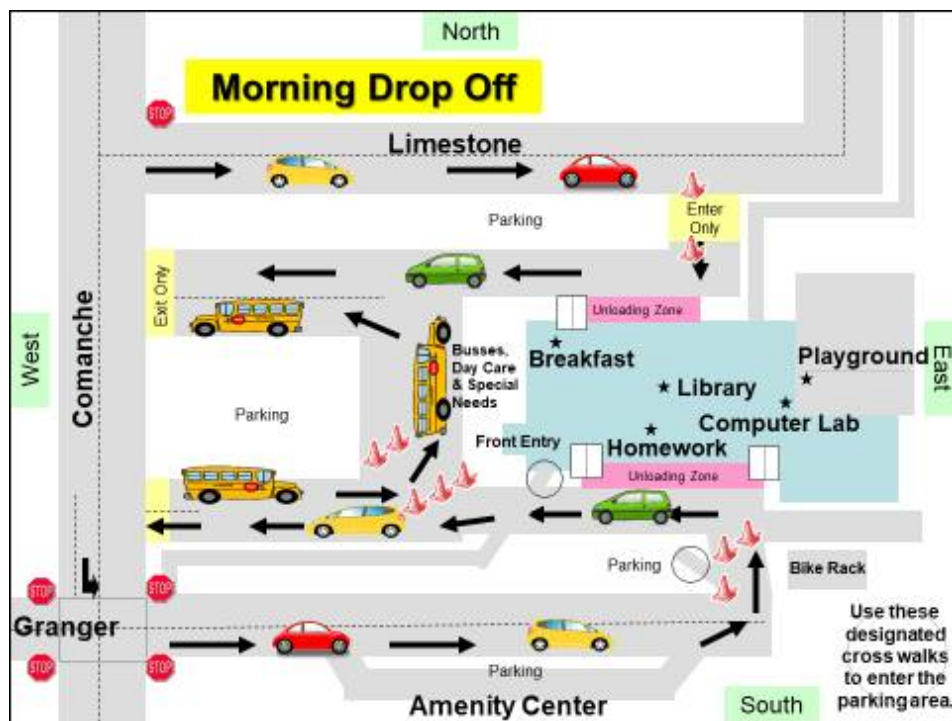 North
Morning Drop Off
STOP
Limestone
Parking
Enter
Only
Exit Only
Unloading Zone
West
Comanche
Busses,
Day Care
& Special
Needs
Breakfast
Playground
East
Library
Computer Lab
Parking
Front Entry
Homework
Unloading Zone
Parking
Bike Rack
STOP
STOP
Granger
STOP
STOP
Use these
designated
cross walks
to enter the
parking area
Parking
Amenity Center
South